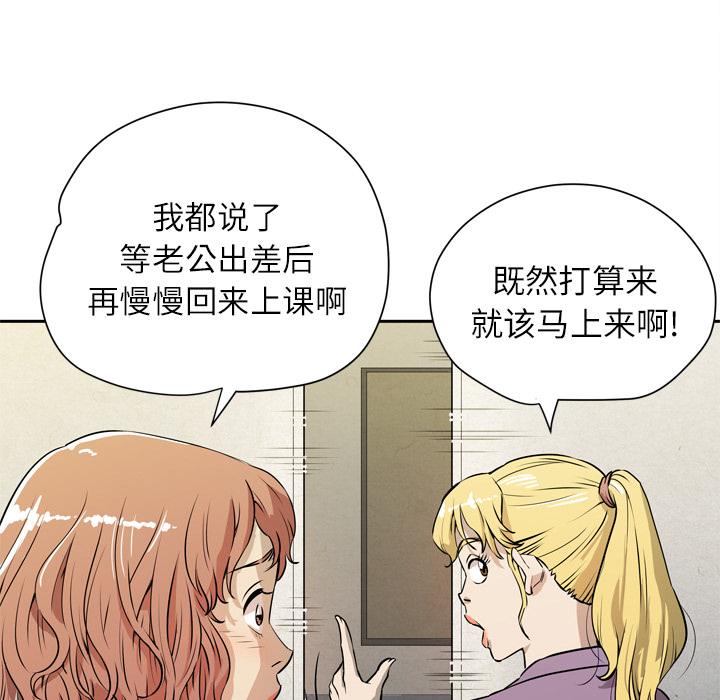 我都说了
等老公出差后
再慢慢回来上课啊
既然打算来
就该马上来啊!